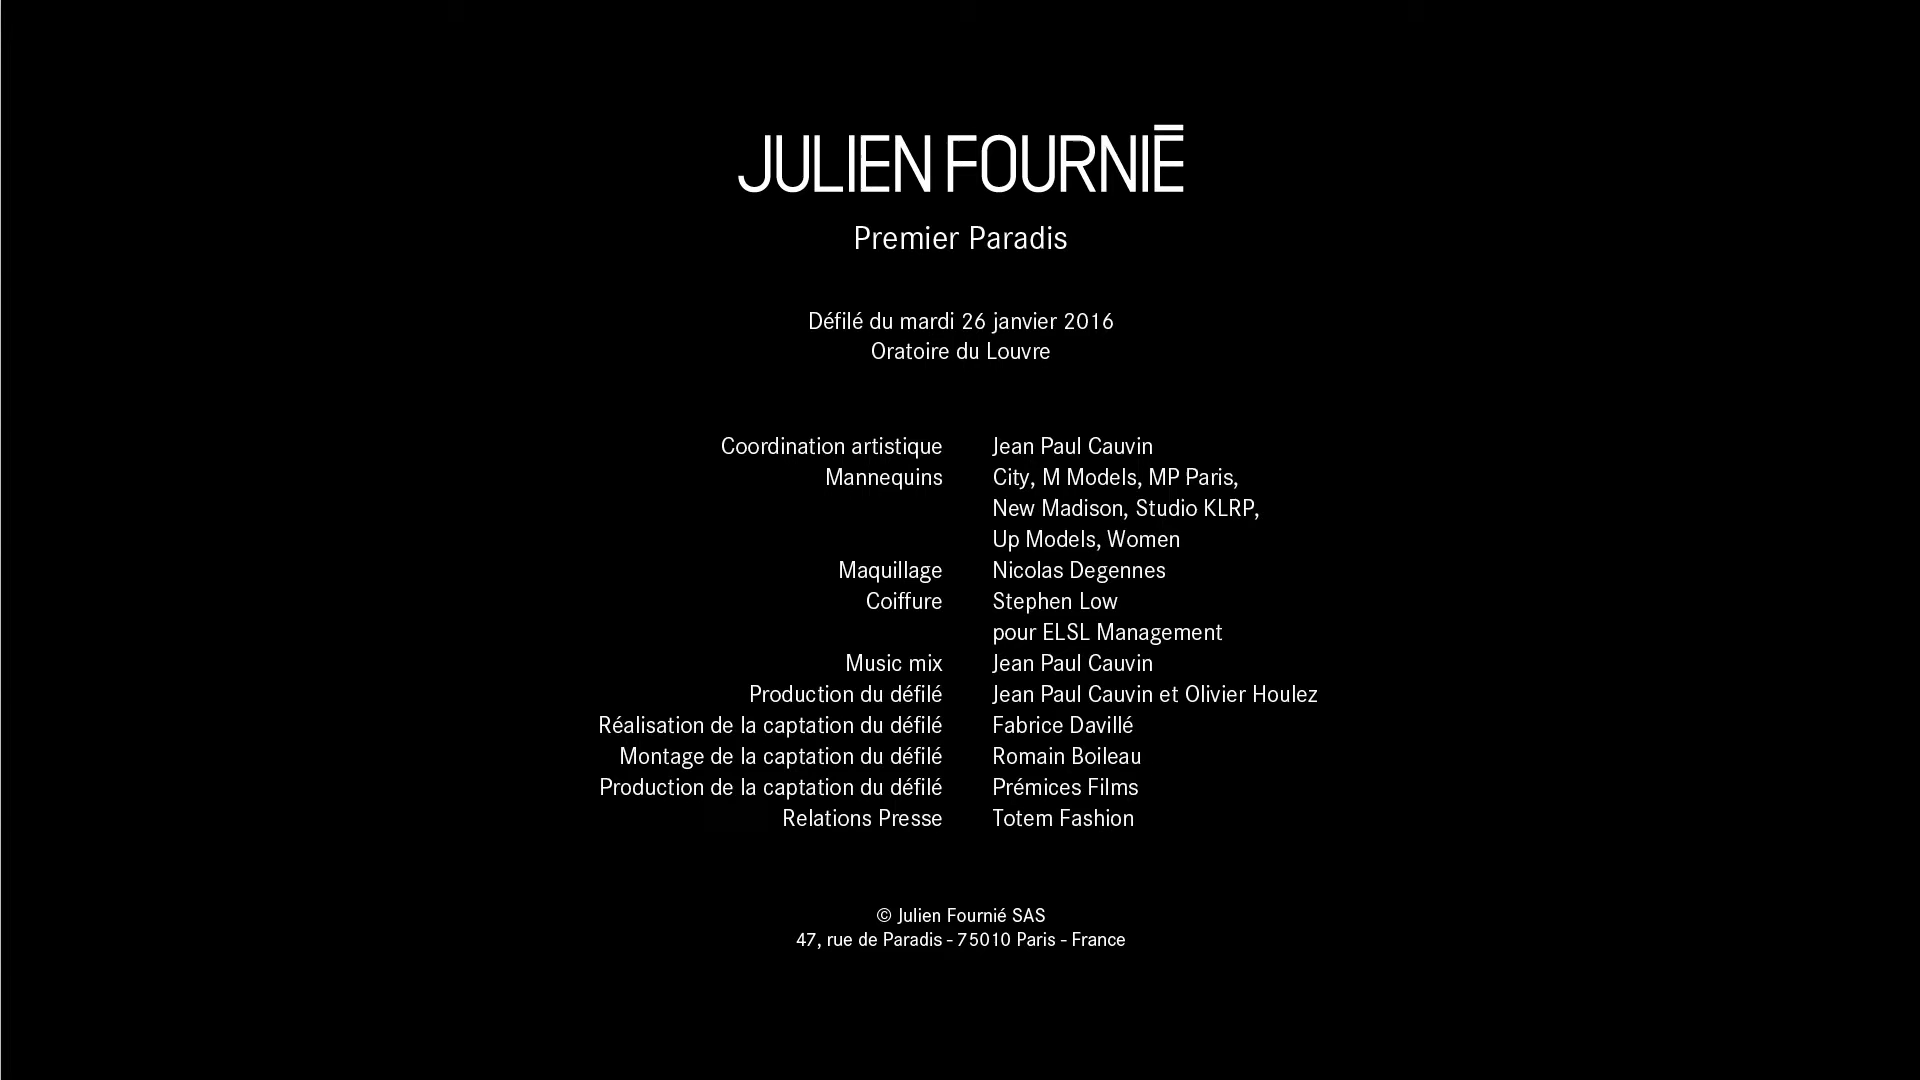 JULIEN FOURNIÉ
Premier Paradis
Défilé du mardi 26 janvier 2016
Oratoire du Louvre
Coordination artistique Jean Paul Cauvin
Mannequins City, M Models, MP Paris,
New Madison, Studio KLRP,
Up Models, Women
Maquillage Nicolas Degennes
Coiffure Stephen Low
pour ELSL Management
Music mix Jean Paul Cauvin
Production du défilé Jean Paul Cauvin et Olivier Houlez
Réalisation de la captation du défilé Fabrice Davillé
Montage de la captation du défilé Romain Boileau
Production de la captation du défilé Prémices Films
Relations Presse Totem Fashion
© Julien Fournié SAS
47, rue de Paradis - 75010 Paris - France